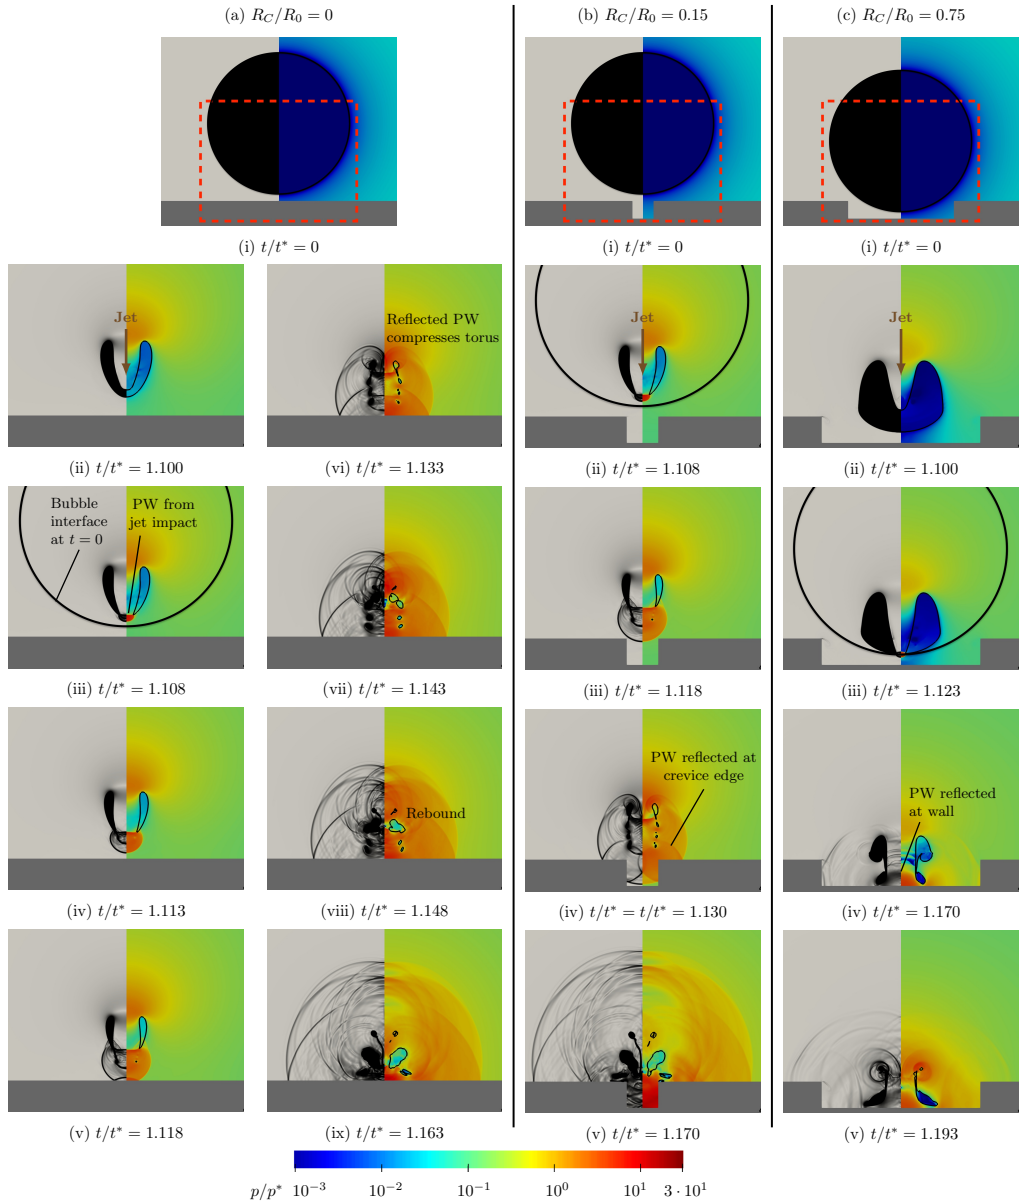 (a) R_C/R_0 = 0
(b) R_C/R_0 = 0.15
(c) R_C/R_0 = 0.75
(i) t/t* = 0
(i) t/t* = 0
(i) t/t* = 0
Jet
Reflected PW
compresses torus
Jet
Jet
(ii) t/t* = 1.100
(vi) t/t* = 1.133
(ii) t/t* = 1.108
(ii) t/t* = 1.100
Bubble
interface
at t = 0
PW from
jet impact
(iii) t/t* = 1.108
(vii) t/t* = 1.143
(iii) t/t* = 1.118
(iii) t/t* = 1.123
Rebound
PW reflected at
crevice edge
PW reflected
at wall
(iv) t/t* = 1.113
(viii) t/t* = 1.148
(iv) t/t* = t/t* = 1.130
(iv) t/t* = 1.170
(v) t/t* = 1.118
(ix) t/t* = 1.163
(v) t/t* = 1.170
(v) t/t* = 1.193
p/p* 10^{-3} 10^{-2} 10^{-1} 10^0 10^1 3 · 10^1